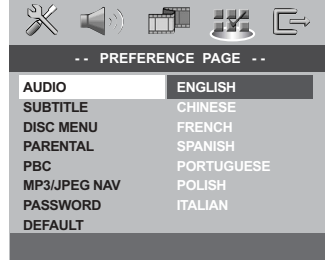 -- PREFERENCE PAGE --
AUDIO ENGLISH
SUBTITLE CHINESE
DISC MENU FRENCH
PARENTAL SPANISH
PBC PORTUGUESE
MP3/JPEG NAV POLISH
PASSWORD ITALIAN
DEFAULT